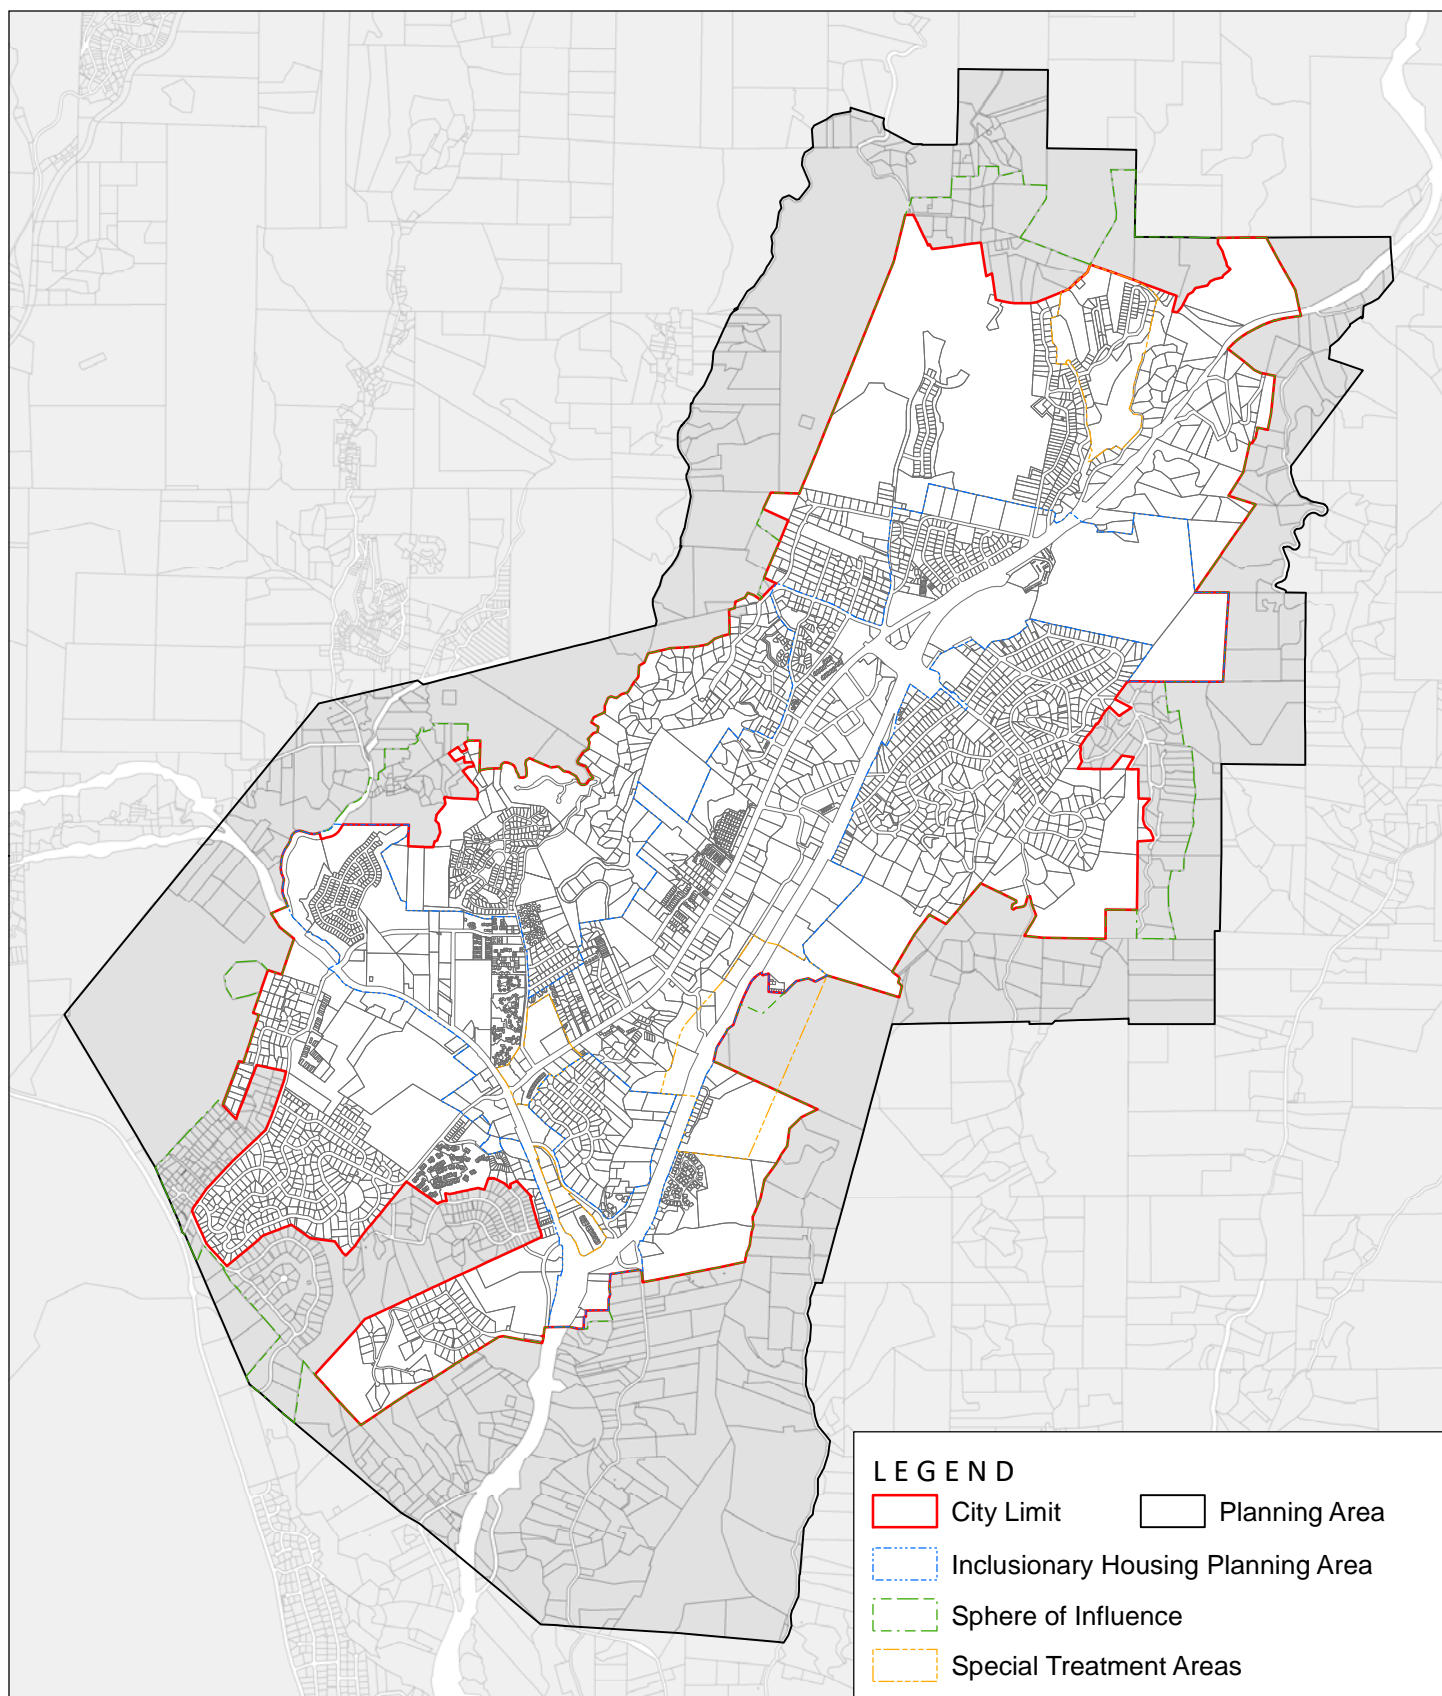 LEGEND
City Limit
Planning Area
Inclusionary Housing Planning Area
Sphere of Influence
Special Treatment Areas